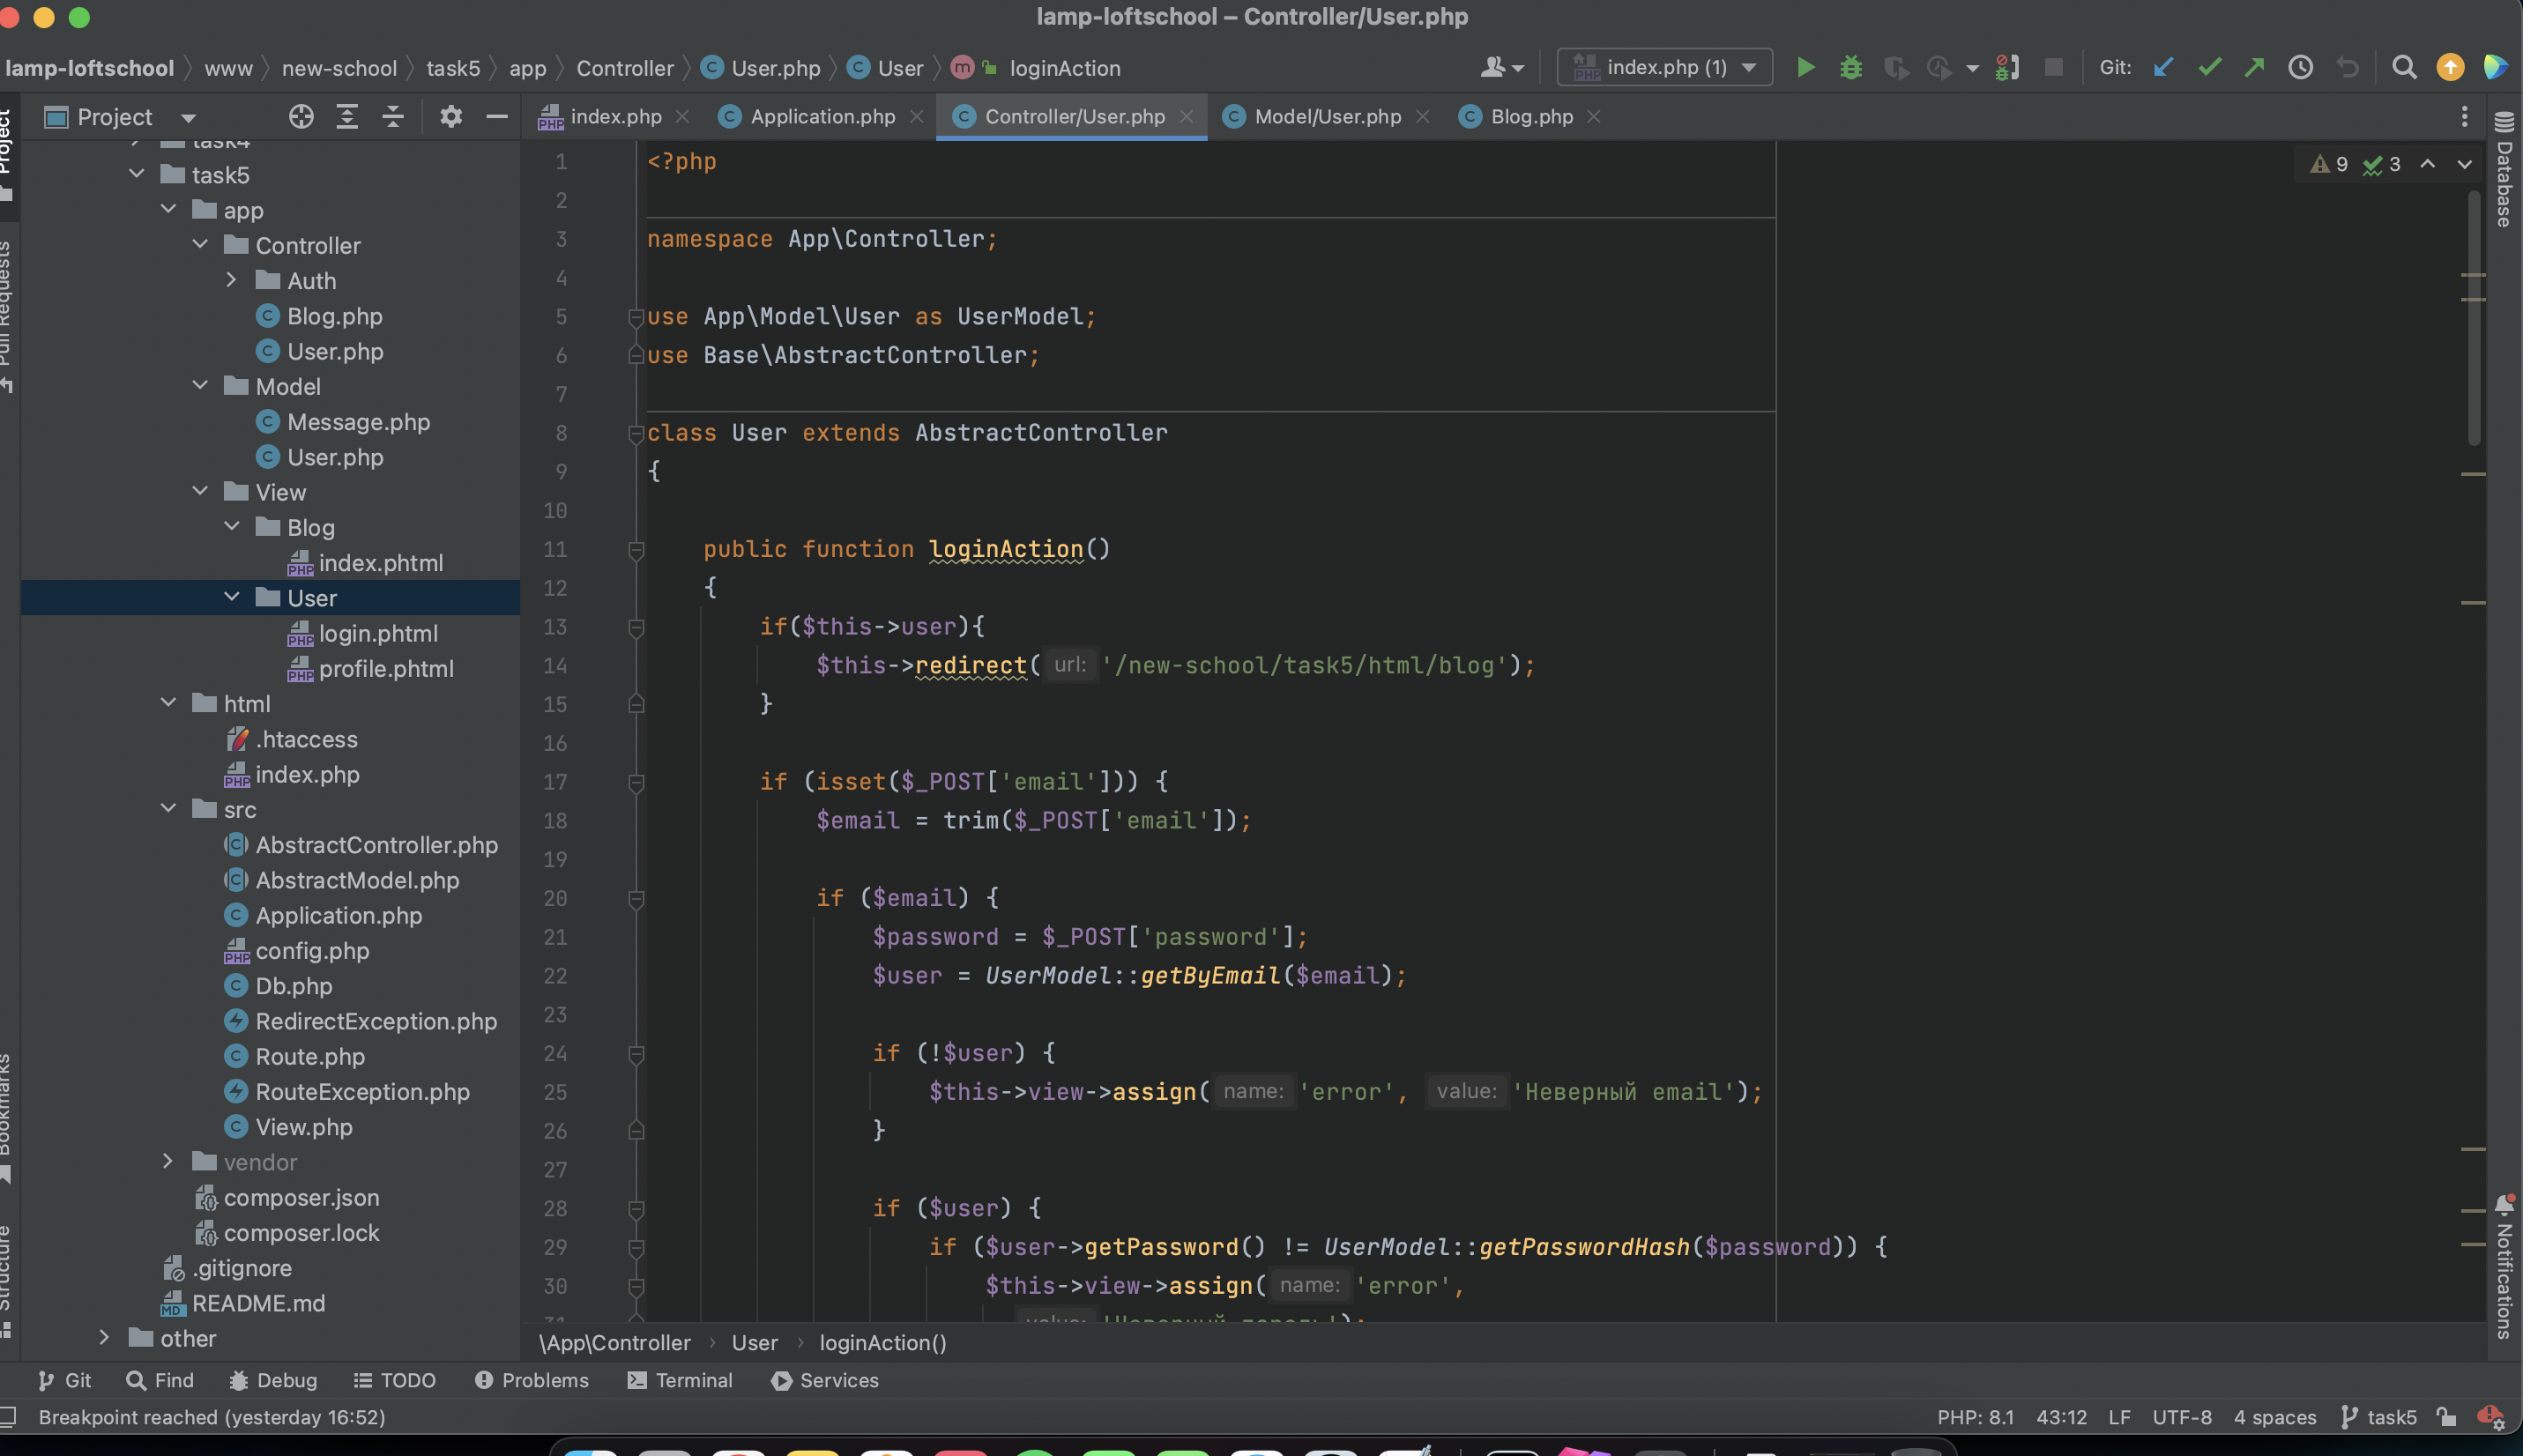 lamp-loftschool – Controller/User.php
lamp-loftschool www new-school task5 app Controller User.php User loginAction
index.php (1)
Git:
Project
index.php
Application.php
Controller/User.php
Model/User.php
Blog.php
Project
Pull Requests
Bookmarks
Structure
task4
task5
app
Controller
Auth
Blog.php
User.php
Model
Message.php
User.php
View
Blog
index.phtml
User
login.phtml
profile.phtml
html
.htaccess
index.php
src
AbstractController.php
AbstractModel.php
Application.php
config.php
Db.php
RedirectException.php
Route.php
RouteException.php
View.php
vendor
composer.json
composer.lock
.gitignore
README.md
other
9 3
1 <?php
2
3 namespace App\Controller;
4
5 use App\Model\User as UserModel;
6 use Base\AbstractController;
7
8 class User extends AbstractController
9 {
10
11 public function loginAction()
12 {
13 if($this->user){
14 $this->redirect( url: '/new-school/task5/html/blog');
15 }
16
17 if (isset($_POST['email'])) {
18 $email = trim($_POST['email']);
19
20 if ($email) {
21 $password = $_POST['password'];
22 $user = UserModel::getByEmail($email);
23
24 if (!$user) {
25 $this->view->assign( name: 'error', value: 'Неверный email');
26 }
27
28 if ($user) {
29 if ($user->getPassword() != UserModel::getPasswordHash($password)) {
30 $this->view->assign( name: 'error',
Database
Notifications
\App\Controller User loginAction()
Git Find Debug TODO Problems Terminal Services
Breakpoint reached (yesterday 16:52)
PHP: 8.1 43:12 LF UTF-8 4 spaces task5